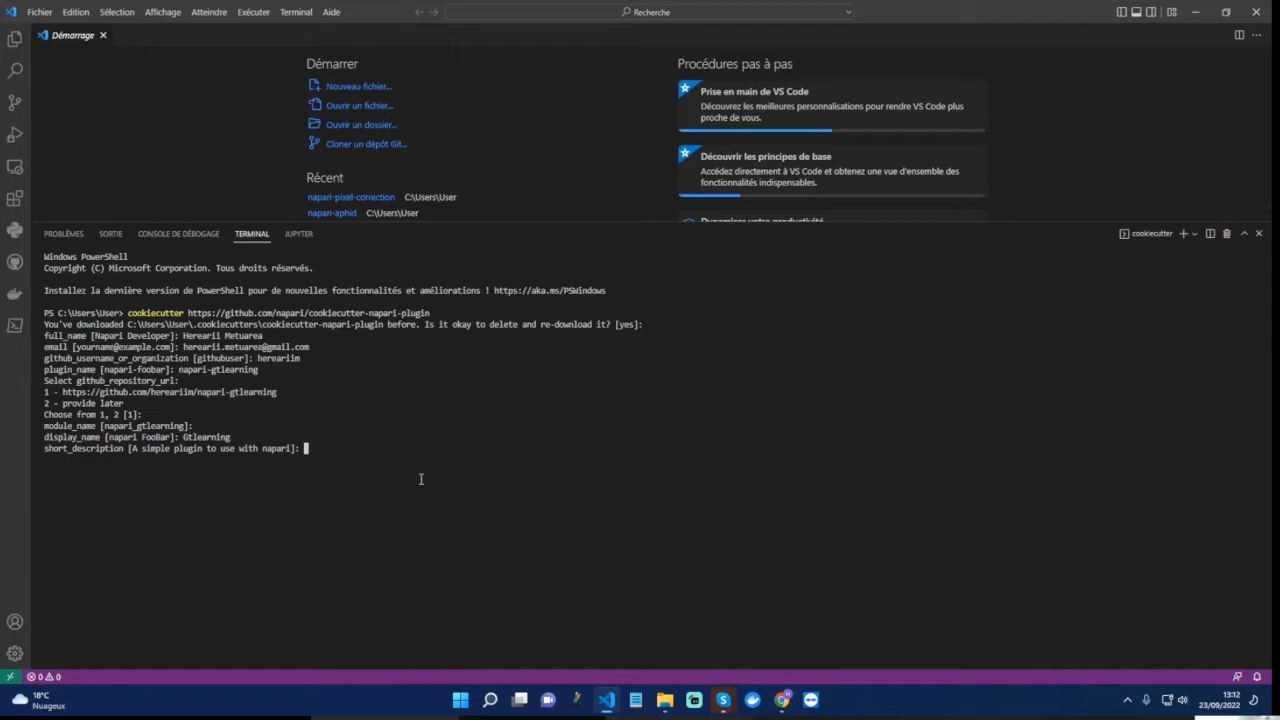 Fichier Edition Sélection Affichage Atteindre Exécuter Terminal Aide
Recherche
Démarrage
Démarrer
Nouveau fichier...
Ouvrir un fichier...
Ouvrir un dossier...
Cloner un dépôt Git...
Récent
napari-pixel-correction C:\Users\User
napari-aphid C:\Users\User
Procédures pas à pas
Prise en main de VS Code
Découvrez les meilleures personnalisations pour rendre VS Code plus
proche de vous.
Découvrir les principes de base
Accédez directement à VS Code et obtenez une vue d'ensemble des
fonctionnalités indispensables.
Dynamiser votre productivité
PROBLÈMES SORTIE CONSOLE DE DÉBOGAGE TERMINAL JUPYTER
cookiecutter
Windows PowerShell
Copyright (C) Microsoft Corporation. Tous droits réservés.
Installez la dernière version de PowerShell pour de nouvelles fonctionnalités et améliorations ! https://aka.ms/PSWindows
PS C:\Users\User> cookiecutter https://github.com/napari/cookiecutter-napari-plugin
You've downloaded C:\Users\User\.cookiecutters\cookiecutter-napari-plugin before. Is it okay to delete and re-download it? [yes]:
full_name [Napari Developer]: Herearii Metuarea
email [yourname@example.com]: herearii.metuarea@gmail.com
github_username_or_organization [githubuser]: hereariim
plugin_name [napari-foobar]: napari-gtlearning
Select github_repository_url:
1 - https://github.com/hereariim/napari-gtlearning
2 - provide later
Choose from 1, 2 [1]:
module_name [napari_gtlearning]:
display_name [napari FooBar]: Gtlearning
short_description [A simple plugin to use with napari]:
0 0
18°C
Nuageux
13:12
23/09/2022